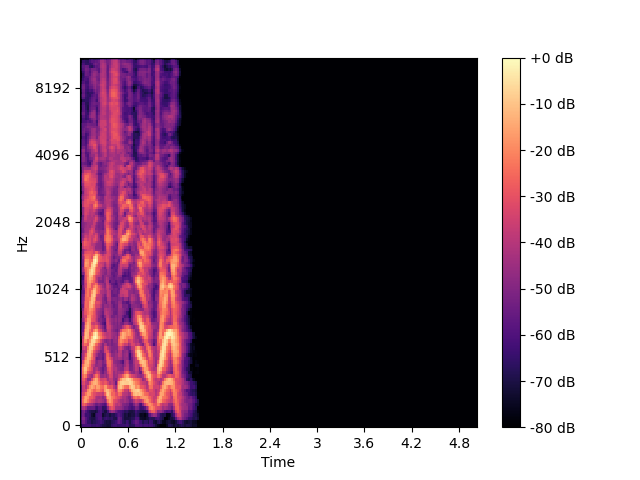 8192
4096
2048
1024
512
0
Hz
0 0.6 1.2 1.8 2.4 3 3.6 4.2 4.8
Time
+0 dB
-10 dB
-20 dB
-30 dB
-40 dB
-50 dB
-60 dB
-70 dB
-80 dB